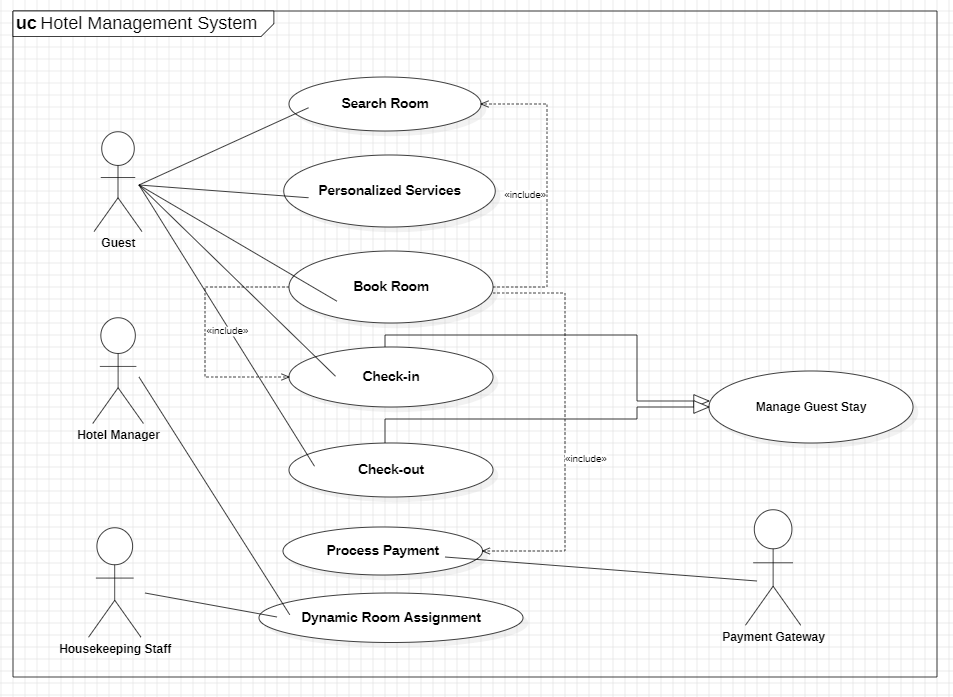 uc Hotel Management System
Search Room
Personalized Services
«include»
Guest
Book Room
«include»
Check-in
Manage Guest Stay
Hotel Manager
Check-out
«include»
Process Payment
Dynamic Room Assignment
Payment Gateway
Housekeeping Staff